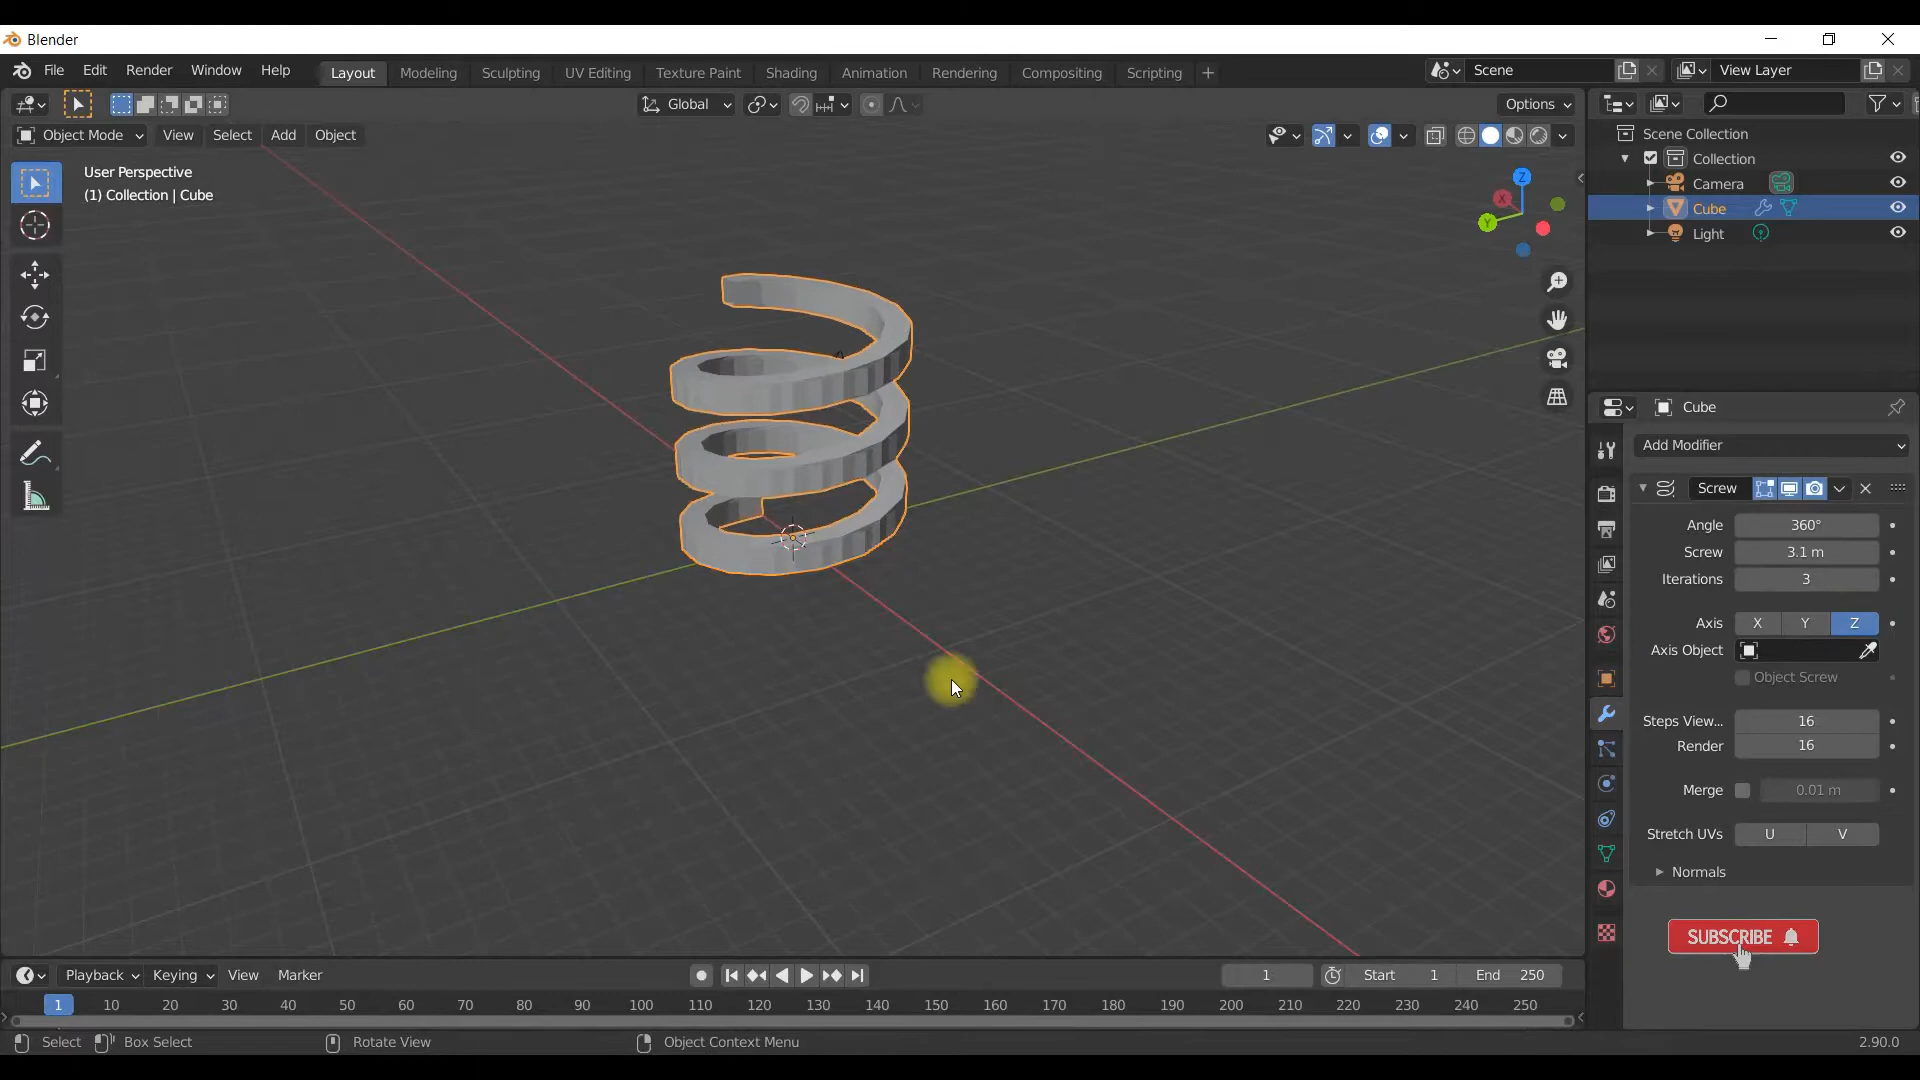 Blender
File Edit Render Window Help Layout Modeling Sculpting UV Editing Texture Paint Shading Animation Rendering Compositing Scripting + Scene View Layer
Global Options
Object Mode View Select Add Object
Scene Collection
User Perspective
(1) Collection | Cube
Collection
Camera
Cube
Light
Z
X
Y
Cube
Add Modifier
Screw
Angle 360°
Screw 3.1 m
Iterations 3
Axis X Y Z
Axis Object
Object Screw
Steps View... 16
Render 16
Merge 0.01 m
Stretch UVs U V
Normals
SUBSCRIBE
Playback Keying View Marker 1 Start 1 End 250
1 10 20 30 40 50 60 70 80 90 100 110 120 130 140 150 160 170 180 190 200 210 220 230 240 250
Select Box Select Rotate View Object Context Menu 2.90.0